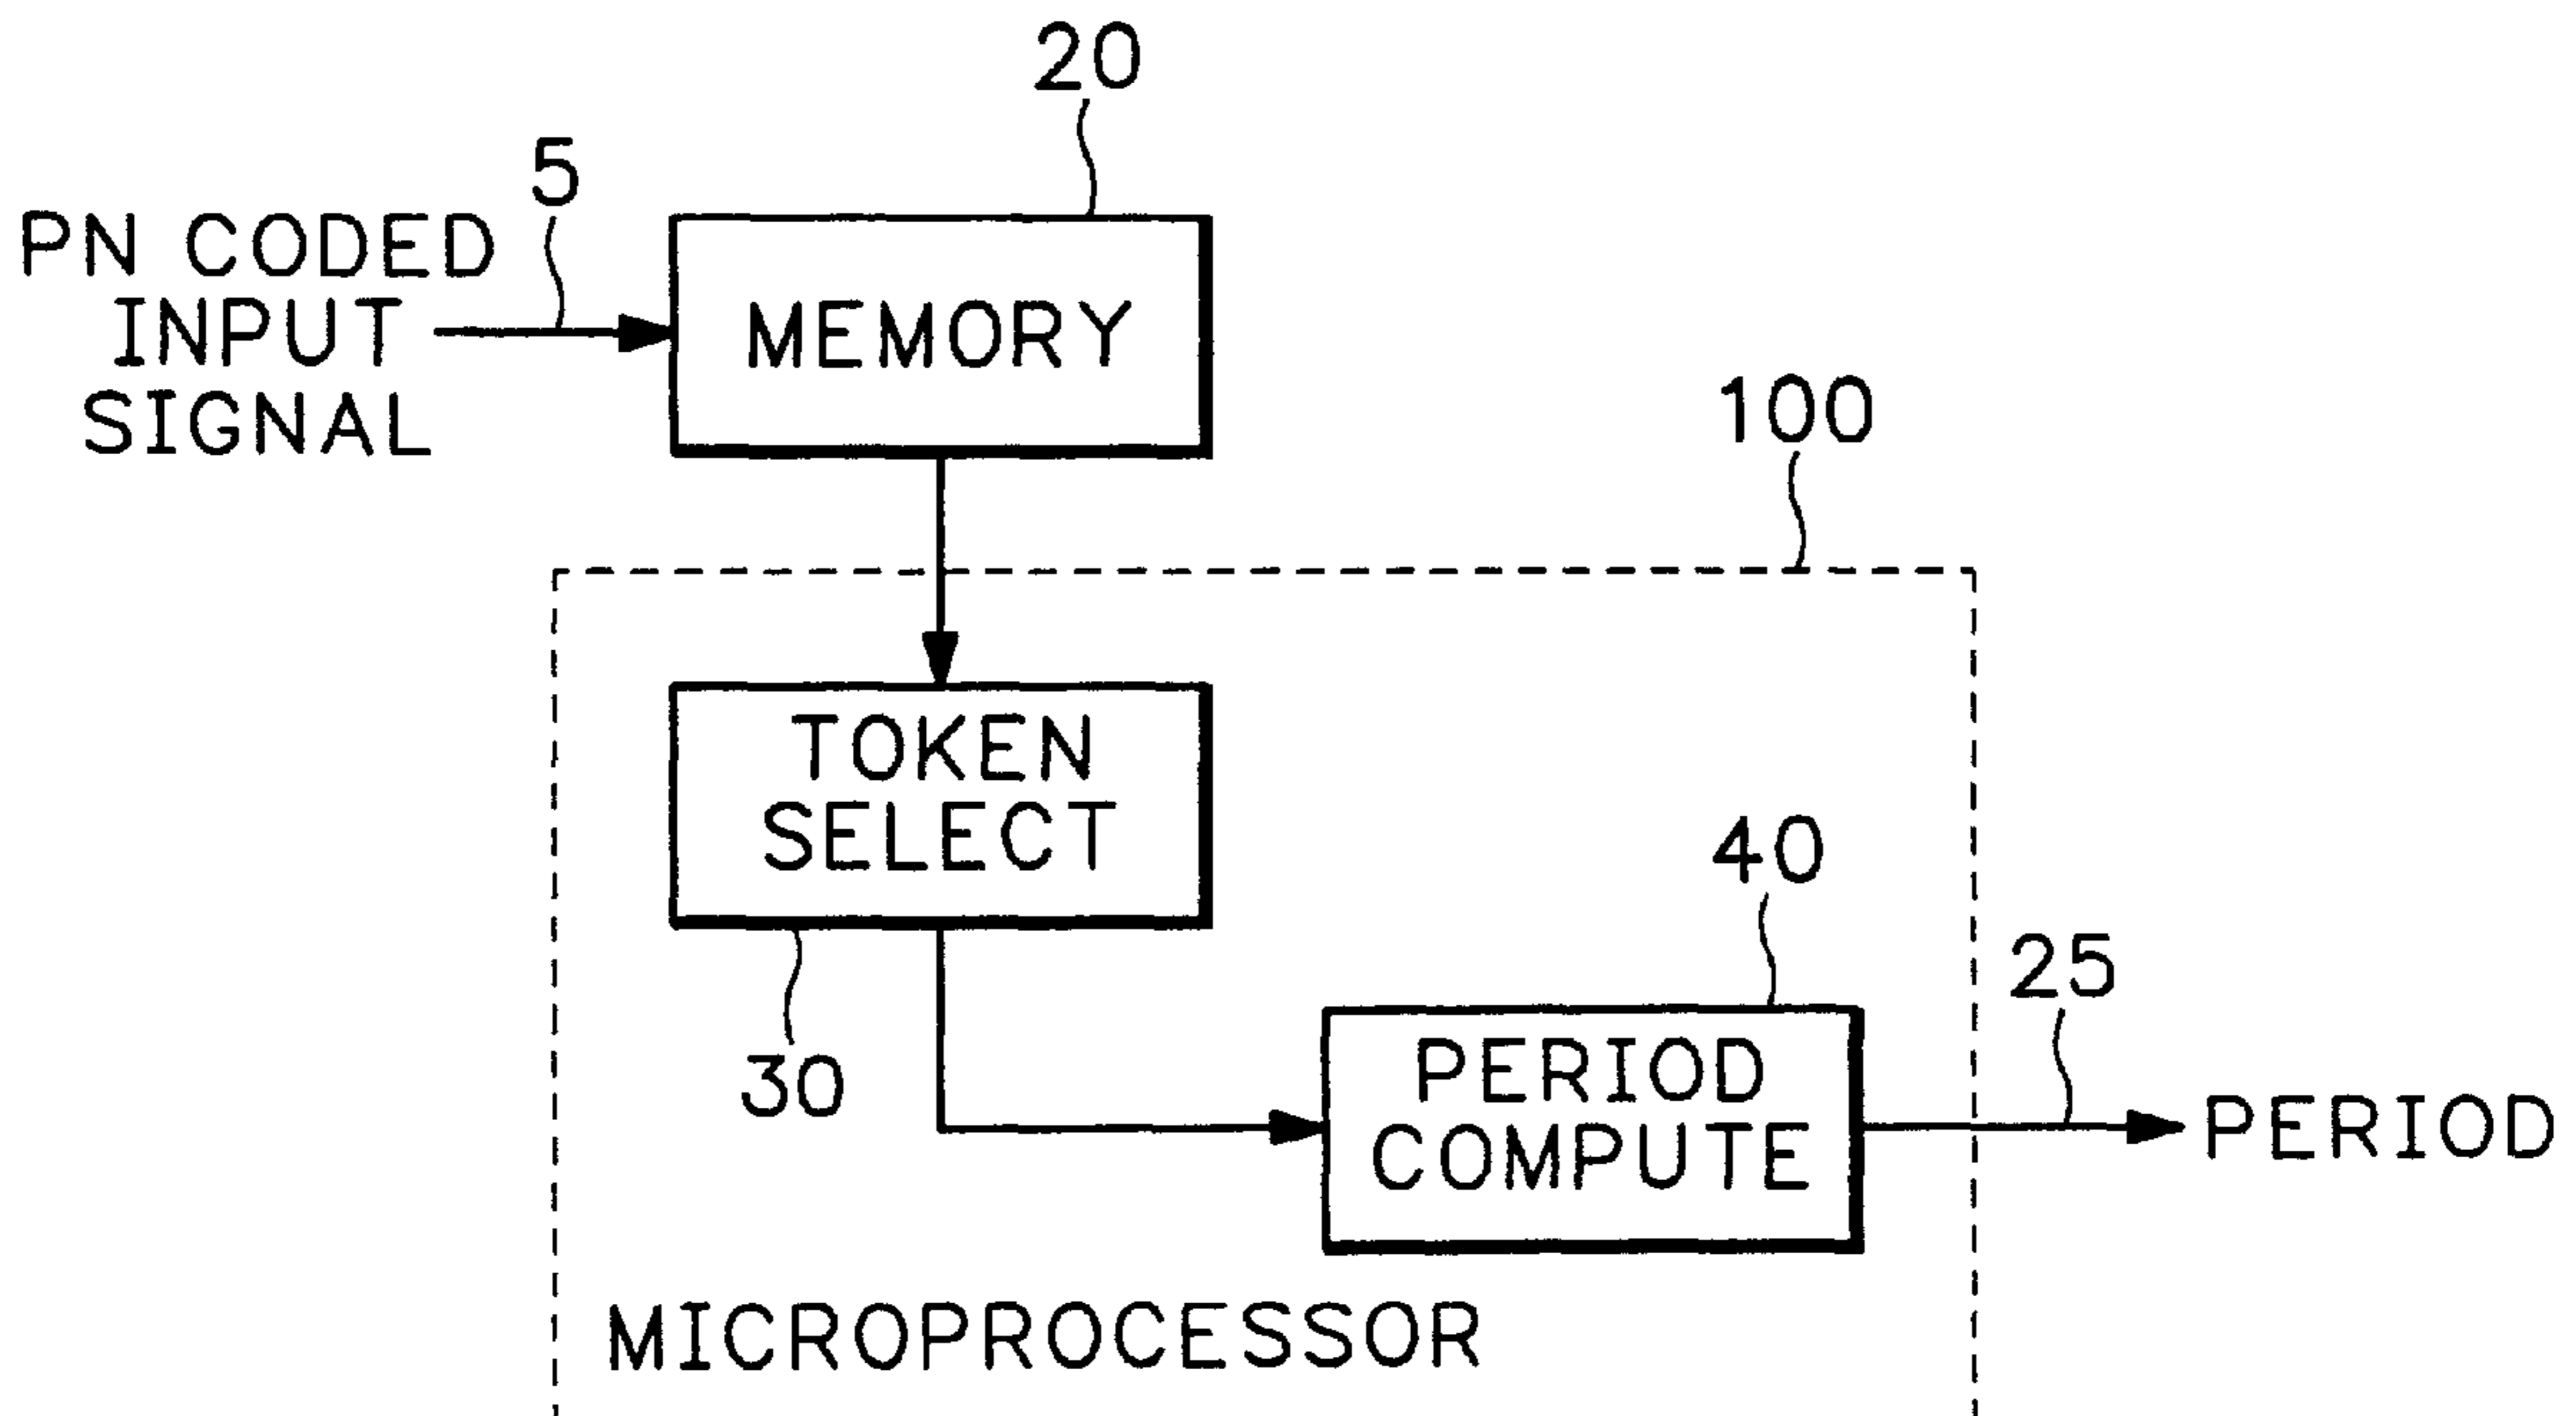 20
5
PN CODED
INPUT
SIGNAL
MEMORY
100
TOKEN
SELECT
40
30
25
PERIOD
COMPUTE
PERIOD
MICROPROCESSOR